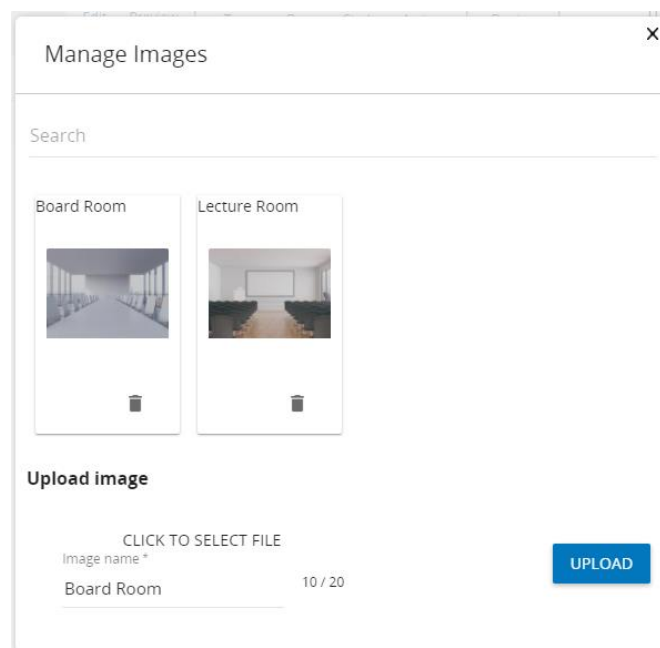 Manage Images
X
Search
Board Room
Lecture Room
Upload image
CLICK TO SELECT FILE
Image name *
Board Room
10 / 20
UPLOAD